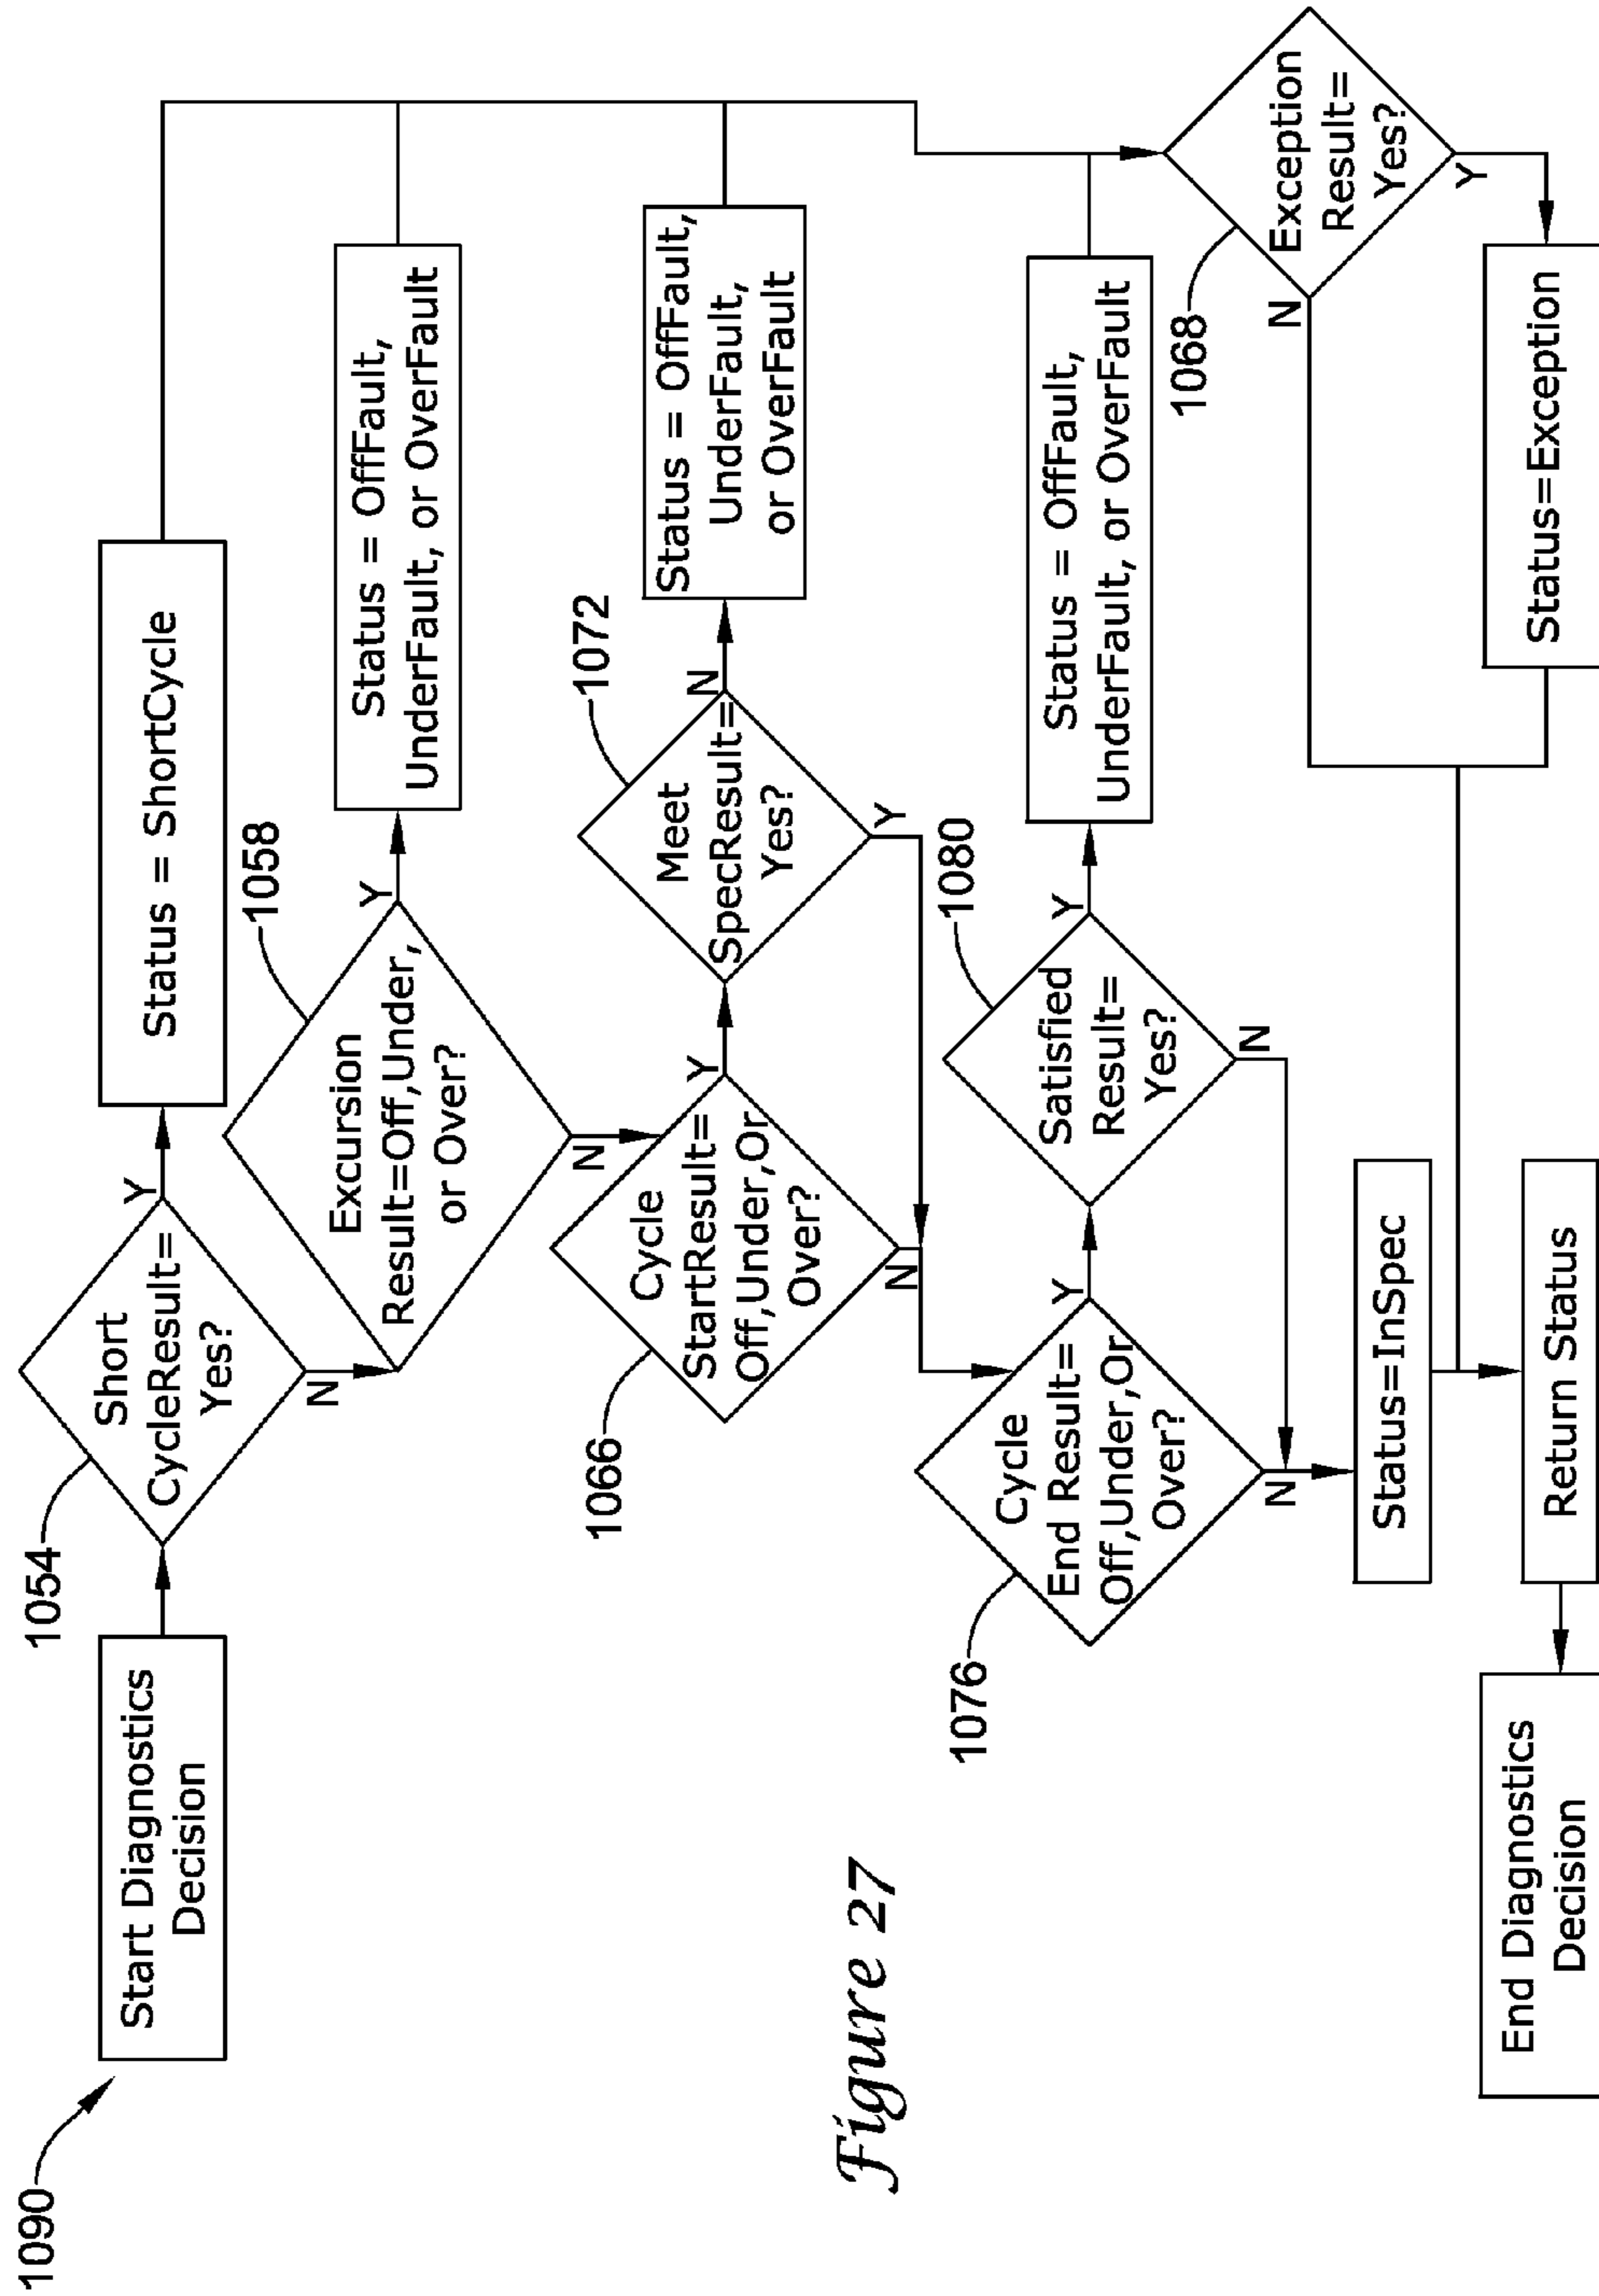 1090
Start Diagnostics
Decision
1054
Short
CycleResult=
Yes?
Y
N
Status = ShortCycle
1058
Excursion
Result=Off,Under,
or Over?
Y
N
Status = OffFault,
UnderFault, or OverFault
1066
Cycle
StartResult=
Off,Under,Or
Over?
Y
N
1072
Meet
SpecResult=
Yes?
N
Y
Status = OffFault,
UnderFault,
or OverFault
1076
Cycle
End Result=
Off,Under,Or
Over?
Y
N
1080
Satisfied
Result=
Yes?
Y
N
Status = OffFault,
UnderFault, or OverFault
1068
Exception
Result=
Yes?
N
Y
Status=InSpec
Status=Exception
Return Status
End Diagnostics
Decision
Figure 27